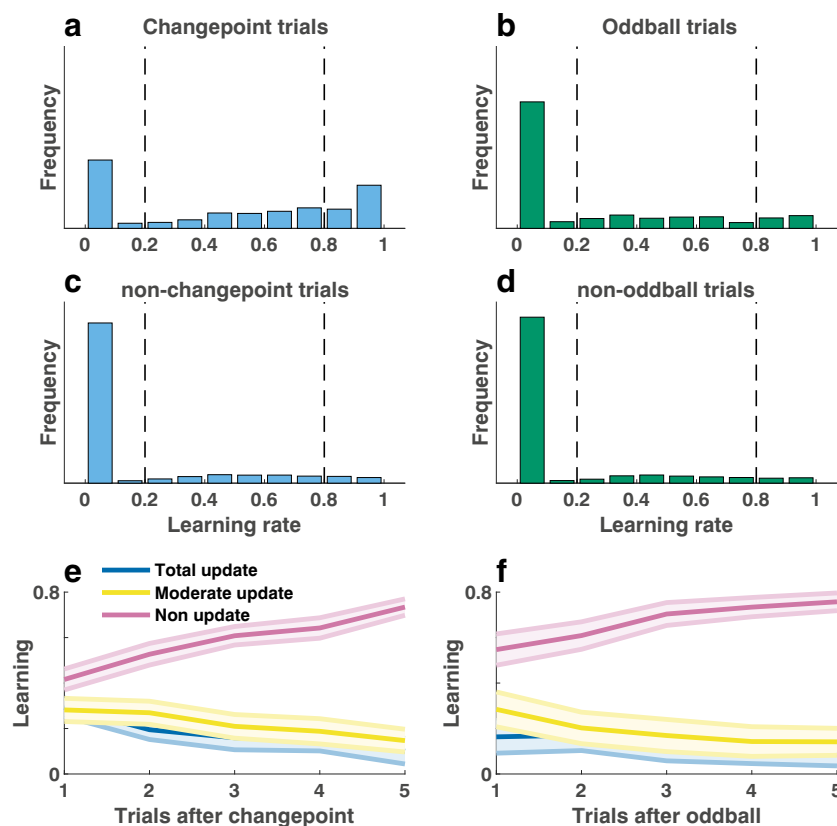 a
Changepoint trials
Frequency
0 0.2 0.4 0.6 0.8 1
b
Oddball trials
Frequency
0 0.2 0.4 0.6 0.8 1
c
non-changepoint trials
Frequency
0 0.2 0.4 0.6 0.8 1
Learning rate
d
non-oddball trials
Frequency
0 0.2 0.4 0.6 0.8 1
Learning rate
e
Total update
Moderate update
Non update
0.8
Learning
0
1 2 3 4 5
Trials after changepoint
f
0.8
Learning
0
1 2 3 4 5
Trials after oddball